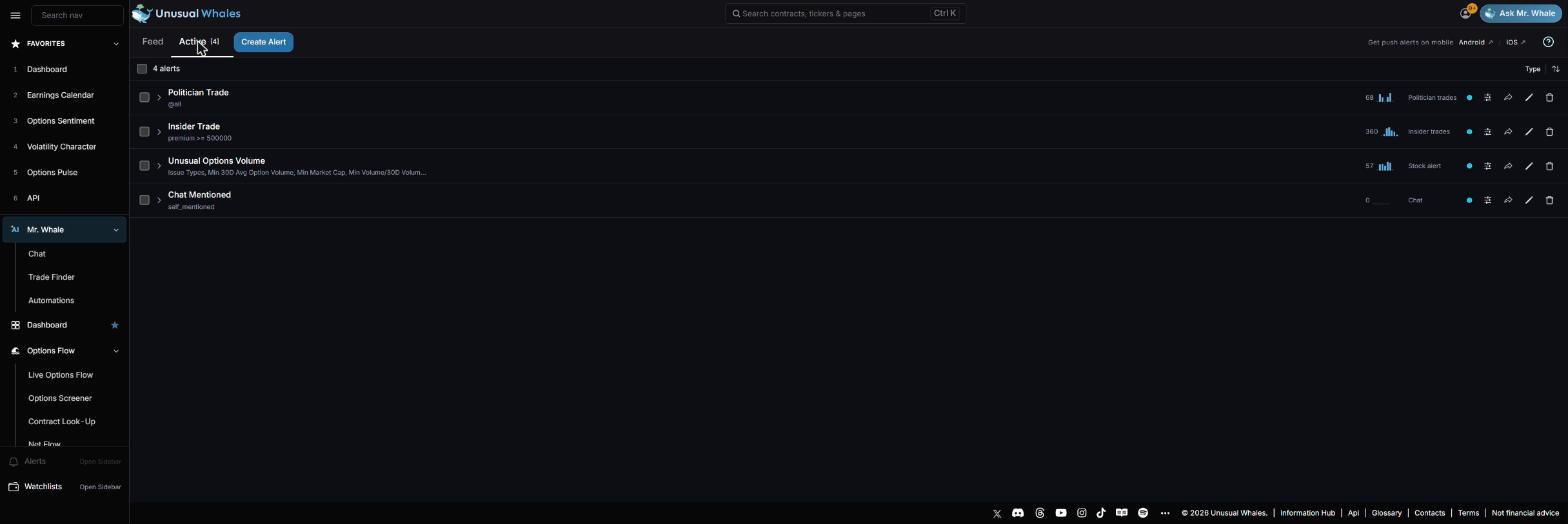 Search nav
Unusual Whales
Search contracts, tickers & pages
Ctrl K
9+
Ask Mr. Whale
FAVORITES
Feed
Active (4)
Create Alert
Get push alerts on mobile Android ↗ iOS ↗
4 alerts
Type
1 Dashboard
2 Earnings Calendar
3 Options Sentiment
4 Volatility Character
5 Options Pulse
6 API
Politician Trade
@all
68
Politician trades
Insider Trade
premium >= 500000
360
Insider trades
Unusual Options Volume
Issue Types, Min 30D Avg Option Volume, Min Market Cap, Min Volume/30D Volum...
57
Stock alert
Chat Mentioned
self_mentioned
0
Chat
AI Mr. Whale
Chat
Trade Finder
Automations
Dashboard
Options Flow
Live Options Flow
Options Screener
Contract Look-Up
Net Flow
Alerts Open Sidebar
Watchlists Open Sidebar
© 2026 Unusual Whales. | Information Hub | Api | Glossary | Contacts | Terms | Not financial advice